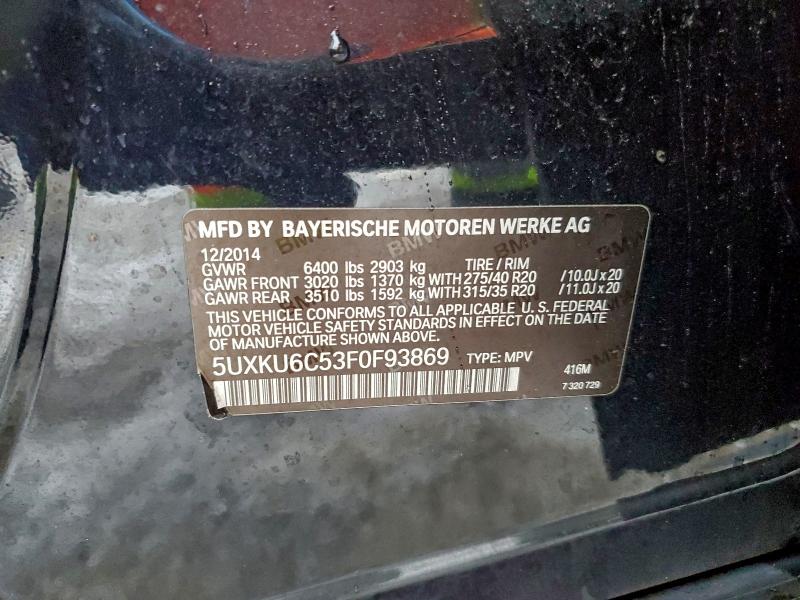 MFD BY BAYERISCHE MOTOREN WERKE AG
12/2014
GVWR 6400 lbs 2903 kg TIRE / RIM
GAWR FRONT 3020 lbs 1370 kg WITH 275/40 R20 /10.0J x 20
GAWR REAR 3510 lbs 1592 kg WITH 315/35 R20 /11.0J x 20
THIS VEHICLE CONFORMS TO ALL APPLICABLE U. S. FEDERAL
MOTOR VEHICLE SAFETY STANDARDS IN EFFECT ON THE DATE
OF MANUFACTURE SHOWN ABOVE.
5UXKU6C53F0F93869 TYPE: MPV 416M
7 320 729